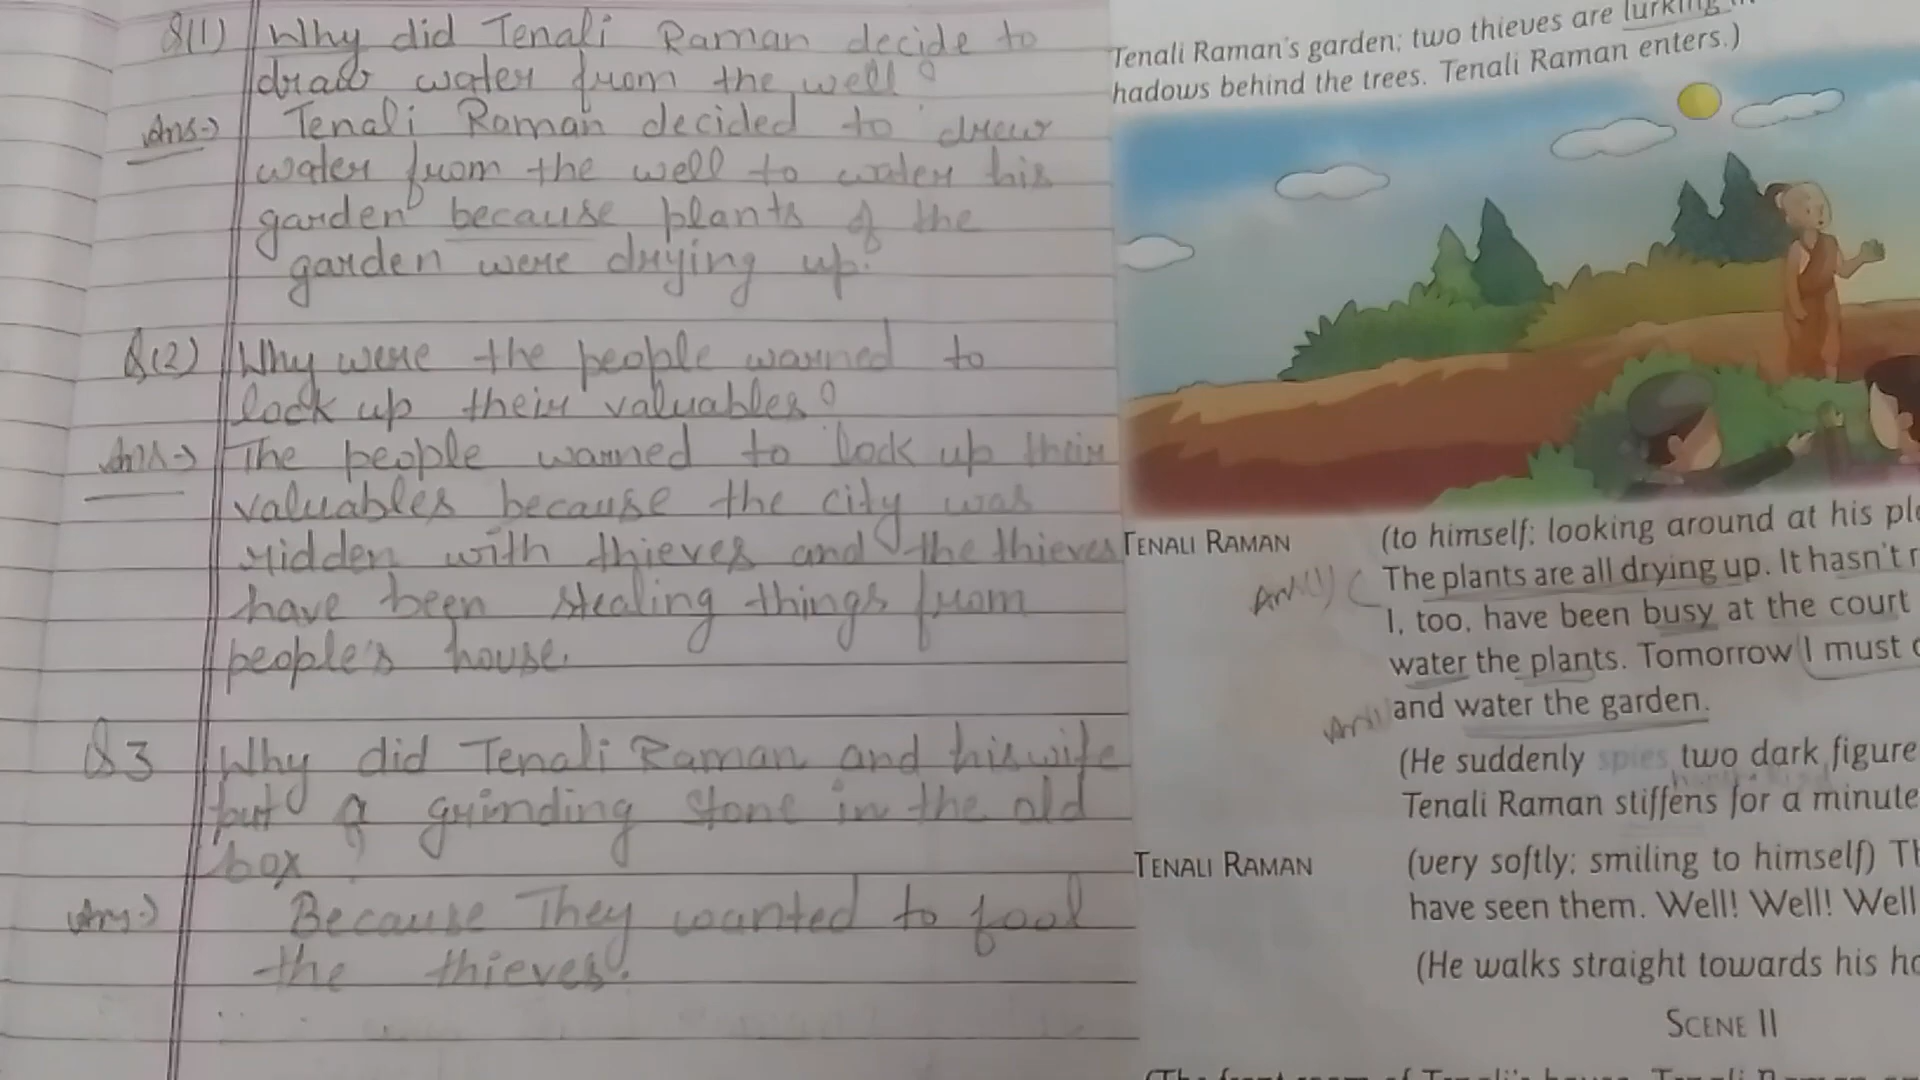 Q(1) Why did Tenali Raman decide to
draw water from the well?
Ans→ Tenali Raman decided to drew
water from the well to water his
garden because plants of the
garden were drying up.
Q(2) Why were the people warned to
lock up their valuables?
Ans→ The people warned to lock up their
valuables because the city was
ridden with thieves and the thieves
have been stealing things from
people's house.
Q3 Why did Tenali Raman and his wife
put a grinding stone in the old
box?
Ans→ Because They wanted to fool
the thieves.
Tenali Raman's garden; two thieves are lurking
hadows behind the trees. Tenali Raman enters.)
TENALI RAMAN (to himself; looking around at his pla
Ans(1) The plants are all drying up. It hasn't r
I, too, have been busy at the court
water the plants. Tomorrow I must
and water the garden.
(He suddenly spies two dark figure
Tenali Raman stiffens for a minute
TENALI RAMAN (very softly; smiling to himself) Th
have seen them. Well! Well! Well
(He walks straight towards his ho
SCENE II